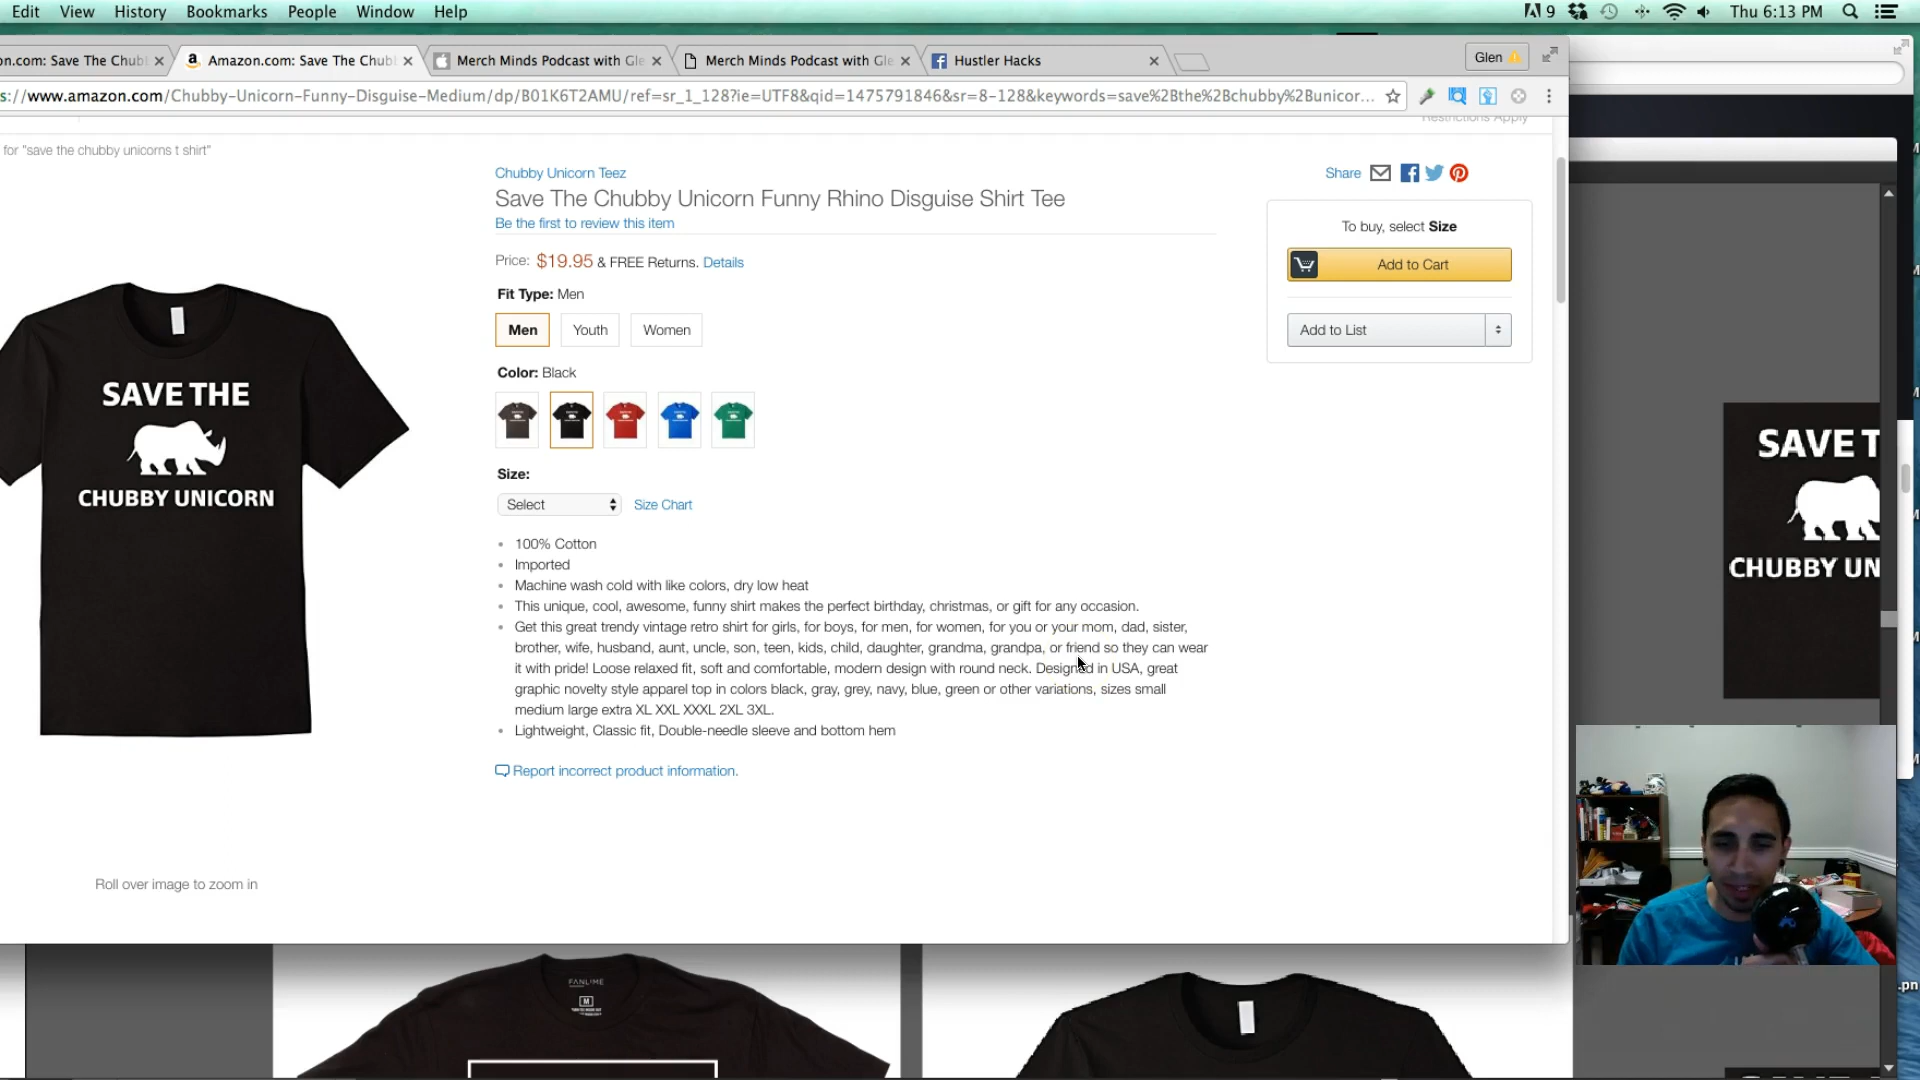 Edit View History Bookmarks People Window Help 9 Thu 6:13 PM
on.com: Save The Chub Amazon.com: Save The Chub Merch Minds Podcast with Gle Merch Minds Podcast with Gle Hustler Hacks Glen
s://www.amazon.com/Chubby-Unicorn-Funny-Disguise-Medium/dp/B01K6T2AMU/ref=sr_1_128?ie=UTF8&qid=1475791846&sr=8-128&keywords=save%2Bthe%2Bchubby%2Bunicor...
Restrictions Apply
for "save the chubby unicorns t shirt"
Chubby Unicorn Teez
Share
Save The Chubby Unicorn Funny Rhino Disguise Shirt Tee
Be the first to review this item
To buy, select Size
Price: $19.95 & FREE Returns. Details
Add to Cart
Fit Type: Men
Men Youth Women
Add to List
Color: Black
SAVE THE
CHUBBY UNICORN
Size:
Select Size Chart
100% Cotton
Imported
Machine wash cold with like colors, dry low heat
This unique, cool, awesome, funny shirt makes the perfect birthday, christmas, or gift for any occasion.
Get this great trendy vintage retro shirt for girls, for boys, for men, for women, for you or your mom, dad, sister,
brother, wife, husband, aunt, uncle, son, teen, kids, child, daughter, grandma, grandpa, or friend so they can wear
it with pride! Loose relaxed fit, soft and comfortable, modern design with round neck. Designed in USA, great
graphic novelty style apparel top in colors black, gray, grey, navy, blue, green or other variations, sizes small
medium large extra XL XXL XXXL 2XL 3XL.
Lightweight, Classic fit, Double-needle sleeve and bottom hem
Report incorrect product information.
Roll over image to zoom in
SAVE T
CHUBBY UN
.pn
FANLIME
M